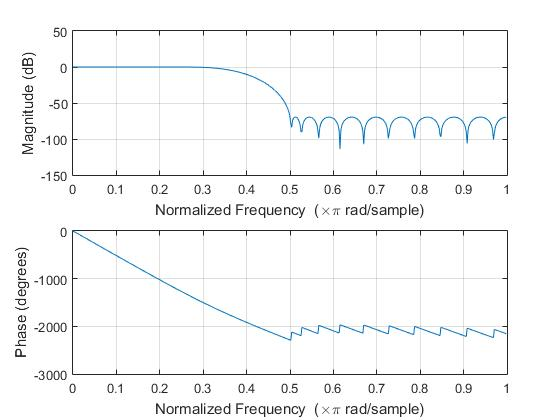 50
0
-50
-100
-150
Magnitude (dB)
0 0.1 0.2 0.3 0.4 0.5 0.6 0.7 0.8 0.9 1
Normalized Frequency (×π rad/sample)
0
-1000
-2000
-3000
Phase (degrees)
0 0.1 0.2 0.3 0.4 0.5 0.6 0.7 0.8 0.9 1
Normalized Frequency (×π rad/sample)